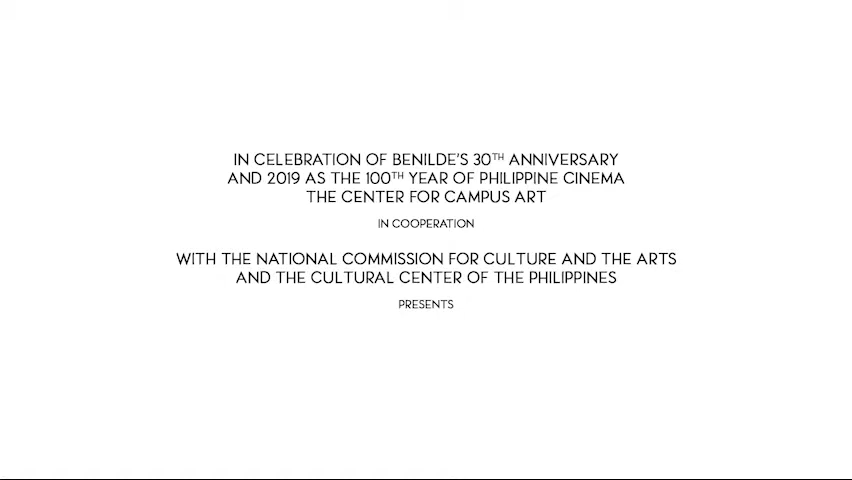 IN CELEBRATION OF BENILDE'S 30TH ANNIVERSARY
AND 2019 AS THE 100TH YEAR OF PHILIPPINE CINEMA
THE CENTER FOR CAMPUS ART
IN COOPERATION
WITH THE NATIONAL COMMISSION FOR CULTURE AND THE ARTS
AND THE CULTURAL CENTER OF THE PHILIPPINES
PRESENTS